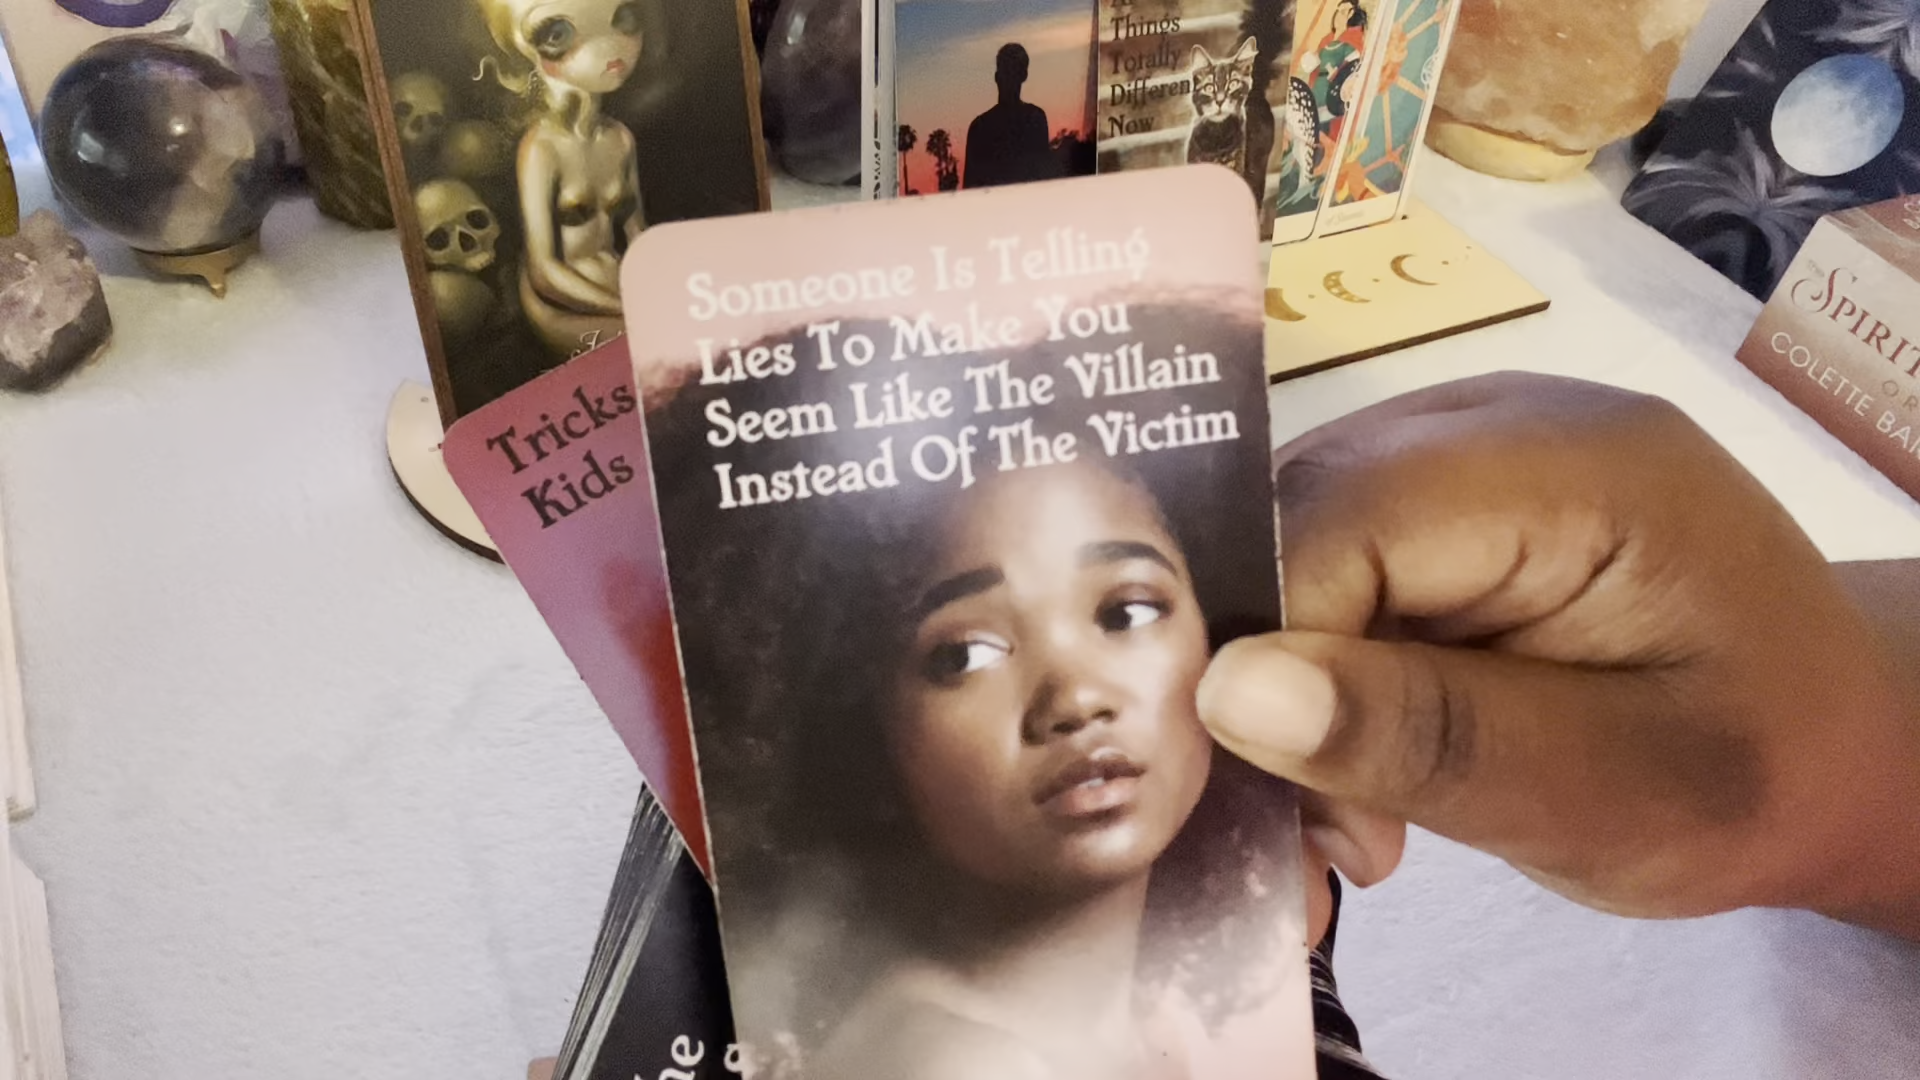 Things
Totally
Different
Now
Someone Is Telling
Lies To Make You
Seem Like The Villain
Instead Of The Victim
Tricks
Kids
SPIRIT
COLETTE